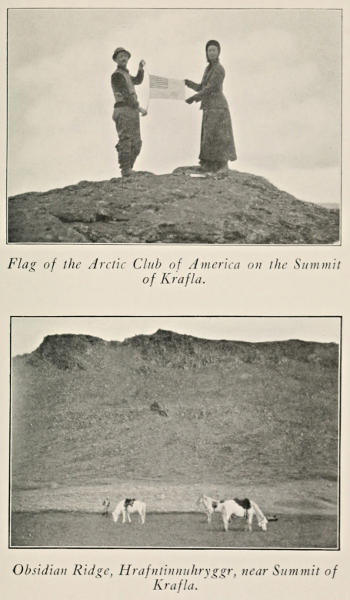 Flag of the Arctic Club of America on the Summit
of Krafla.
Obsidian Ridge, Hrafntinnuhryggr, near Summit of
Krafla.